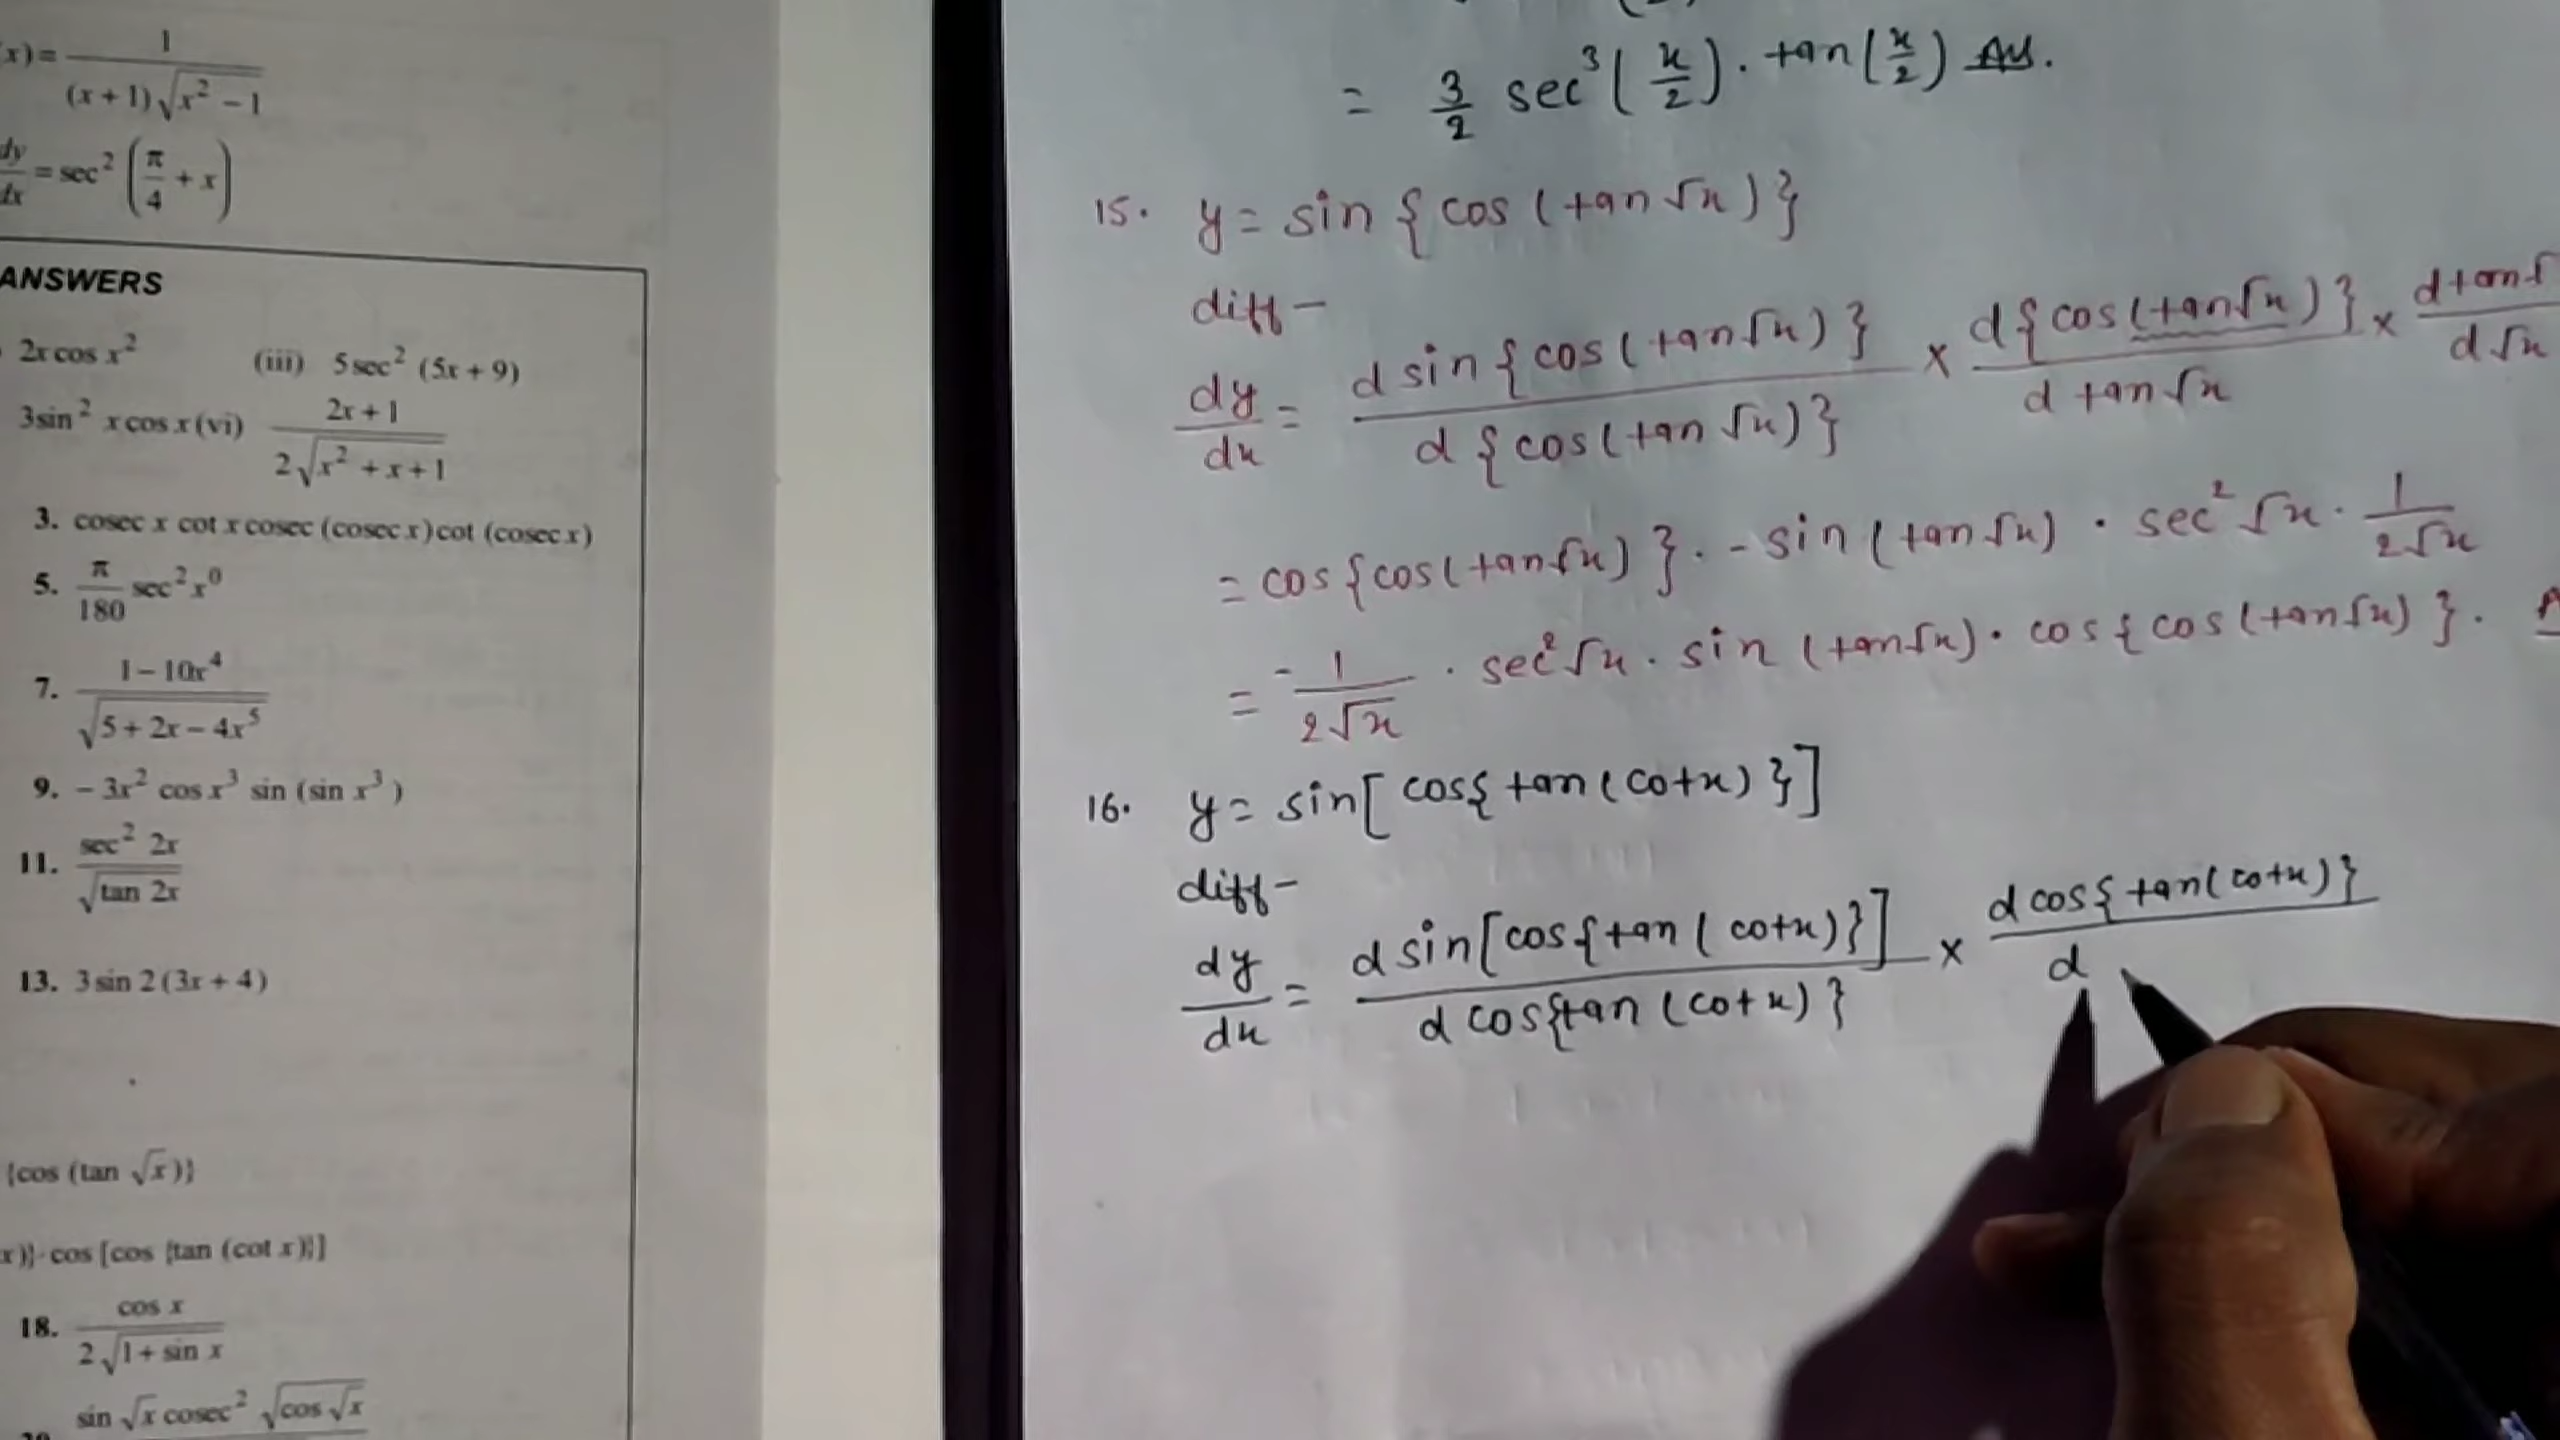 x) = 1 / (x + 1)√(x² − 1)
dy/dx = sec² (π/4 + x)
ANSWERS
2x cos x² (iii) 5 sec² (5x + 9)
3 sin² x cos x (vi) 2x + 1 / 2√(x² + x + 1)
3. cosec x cot x cosec (cosec x) cot (cosec x)
5. π/180 sec² x⁰
7. 1 − 10x⁴ / √(5 + 2x − 4x⁵)
9. − 3x² cos x³ sin (sin x³)
11. sec² 2x / √(tan 2x)
13. 3 sin 2 (3x + 4)
{cos (tan √x)}
x)}· cos [cos {tan (cot x)}]
18. cos x / 2√(1 + sin x)
sin √x cosec² √(cos √x)
= 3/2 sec³(x/2) . tan(x/2) Ans.
15. y = sin { cos ( tan √x ) }
diff –
dy/dx = d sin {cos ( tan √x ) } / d {cos ( tan √x )} × d {cos ( tan √x )} / d tan √x × d tan √ / d √x
= cos {cos ( tan √x ) } . – sin ( tan √x ) . sec² √x . 1/2√x
= – 1/2√x . sec² √x . sin ( tan √x ) . cos { cos ( tan √x ) } .
16. y = sin [ cos { tan ( cot x ) } ]
diff –
dy/dx = d sin [cos { tan ( cot x )}] / d cos {tan ( cot x ) } × d cos { tan ( cot x )} / d